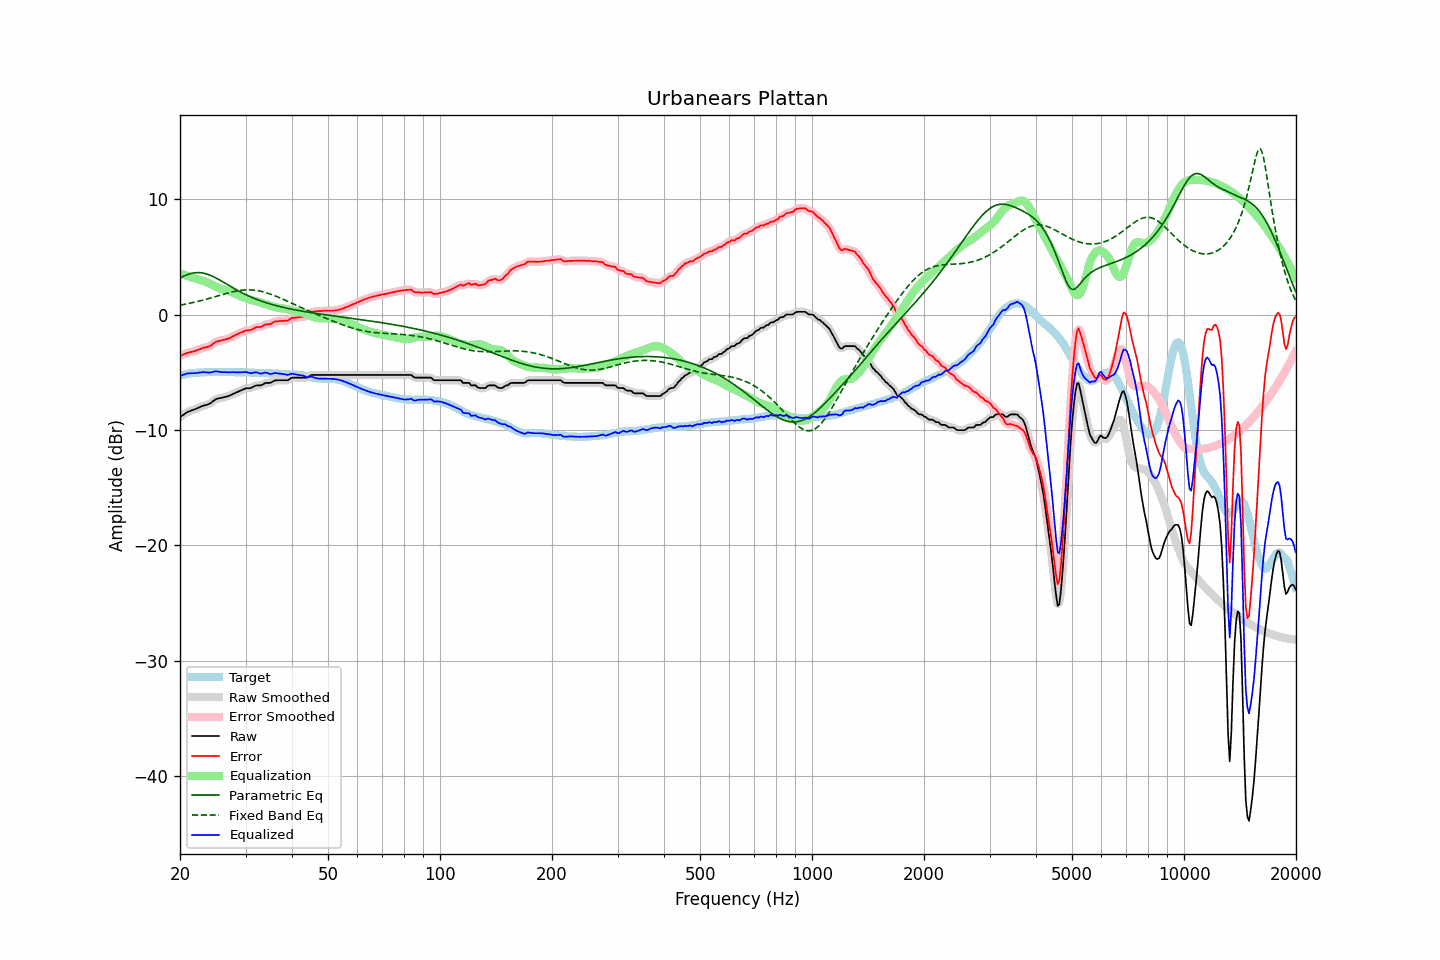 Urbanears Plattan
Amplitude (dBr)
10
0
−10
−20
−30
−40
Target
Raw Smoothed
Error Smoothed
Raw
Error
Equalization
Parametric Eq
Fixed Band Eq
Equalized
20 50 100 200 500 1000 2000 5000 10000 20000
Frequency (Hz)